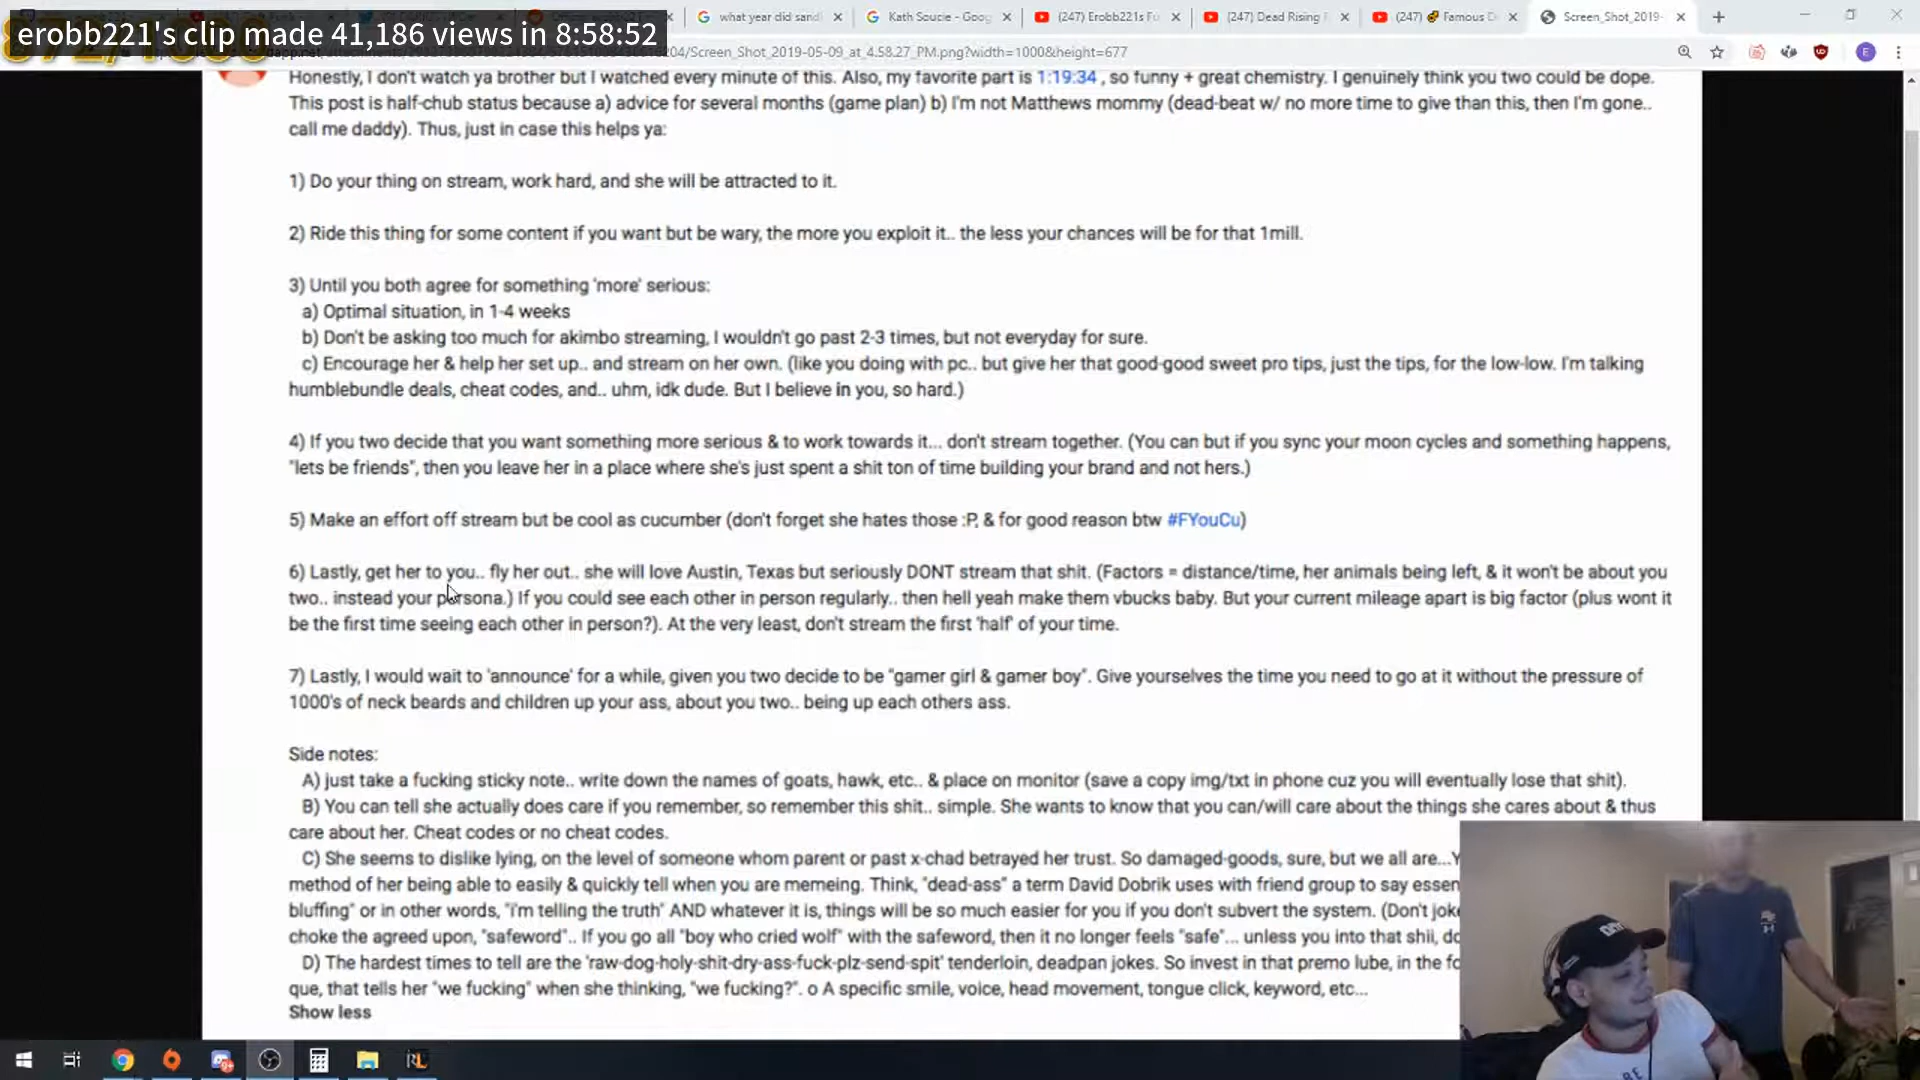 erobb221's clip made 41,186 views in 8:58:52
what year did sand
Kath Soucie - Goog
(247) Erobb221s Fu
(247) Dead Rising
(247)
Famous D
Screen_Shot_2019-
204/Screen_Shot_2019-05-09_at_4.58.27_PM.png?width=1000&height=677
Honestly, I don't watch ya brother but I watched every minute of this. Also, my favorite part is 1:19:34 , so funny + great chemistry. I genuinely think you two could be dope.
This post is half-chub status because a) advice for several months (game plan) b) I'm not Matthews mommy (dead-beat w/ no more time to give than this, then I'm gone..
call me daddy). Thus, just in case this helps ya:
1) Do your thing on stream, work hard, and she will be attracted to it.
2) Ride this thing for some content if you want but be wary, the more you exploit it.. the less your chances will be for that 1mill.
3) Until you both agree for something 'more' serious:
a) Optimal situation, in 1-4 weeks
b) Don't be asking too much for akimbo streaming, I wouldn't go past 2-3 times, but not everyday for sure.
c) Encourage her & help her set up.. and stream on her own. (like you doing with pc.. but give her that good-good sweet pro tips, just the tips, for the low-low. I'm talking
humblebundle deals, cheat codes, and.. uhm, idk dude. But I believe in you, so hard.)
4) If you two decide that you want something more serious & to work towards it... don't stream together. (You can but if you sync your moon cycles and something happens,
"lets be friends", then you leave her in a place where she's just spent a shit ton of time building your brand and not hers.)
5) Make an effort off stream but be cool as cucumber (don't forget she hates those :P, & for good reason btw #FYouCu)
6) Lastly, get her to you.. fly her out.. she will love Austin, Texas but seriously DONT stream that shit. (Factors = distance/time, her animals being left, & it won't be about you
two.. instead your persona.) If you could see each other in person regularly.. then hell yeah make them vbucks baby. But your current mileage apart is big factor (plus wont it
be the first time seeing each other in person?). At the very least, don't stream the first 'half' of your time.
7) Lastly, I would wait to 'announce' for a while, given you two decide to be "gamer girl & gamer boy". Give yourselves the time you need to go at it without the pressure of
1000's of neck beards and children up your ass, about you two.. being up each others ass.
Side notes:
A) just take a fucking sticky note.. write down the names of goats, hawk, etc.. & place on monitor (save a copy img/txt in phone cuz you will eventually lose that shit).
B) You can tell she actually does care if you remember, so remember this shit.. simple. She wants to know that you can/will care about the things she cares about & thus
care about her. Cheat codes or no cheat codes.
C) She seems to dislike lying, on the level of someone whom parent or past x-chad betrayed her trust. So damaged-goods, sure, but we all are...Y
method of her being able to easily & quickly tell when you are memeing. Think, "dead-ass" a term David Dobrik uses with friend group to say essen
bluffing" or in other words, "i'm telling the truth" AND whatever it is, things will be so much easier for you if you don't subvert the system. (Don't joke
choke the agreed upon, "safeword".. If you go all "boy who cried wolf" with the safeword, then it no longer feels "safe"... unless you into that shii, do
D) The hardest times to tell are the 'raw-dog-holy-shit-dry-ass-fuck-plz-send-spit' tenderloin, deadpan jokes. So invest in that premo lube, in the fo
que, that tells her "we fucking" when she thinking, "we fucking?". o A specific smile, voice, head movement, tongue click, keyword, etc...
Show less